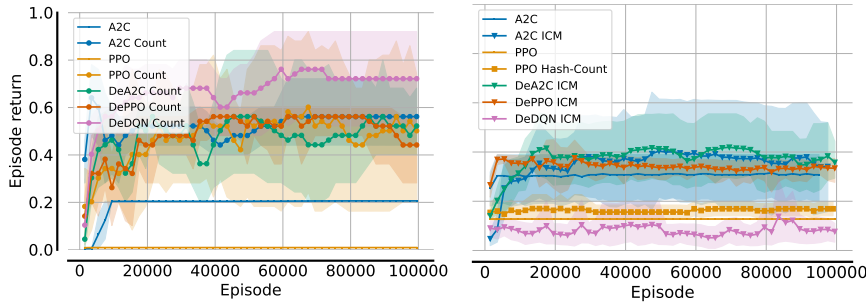 Episode return
1.0
0.8
0.6
0.4
0.2
0.0
A2C
A2C Count
PPO
PPO Count
DeA2C Count
DePPO Count
DeDQN Count
0 20000 40000 60000 80000 100000
Episode
A2C
A2C ICM
PPO
PPO Hash-Count
DeA2C ICM
DePPO ICM
DeDQN ICM
0 20000 40000 60000 80000 100000
Episode